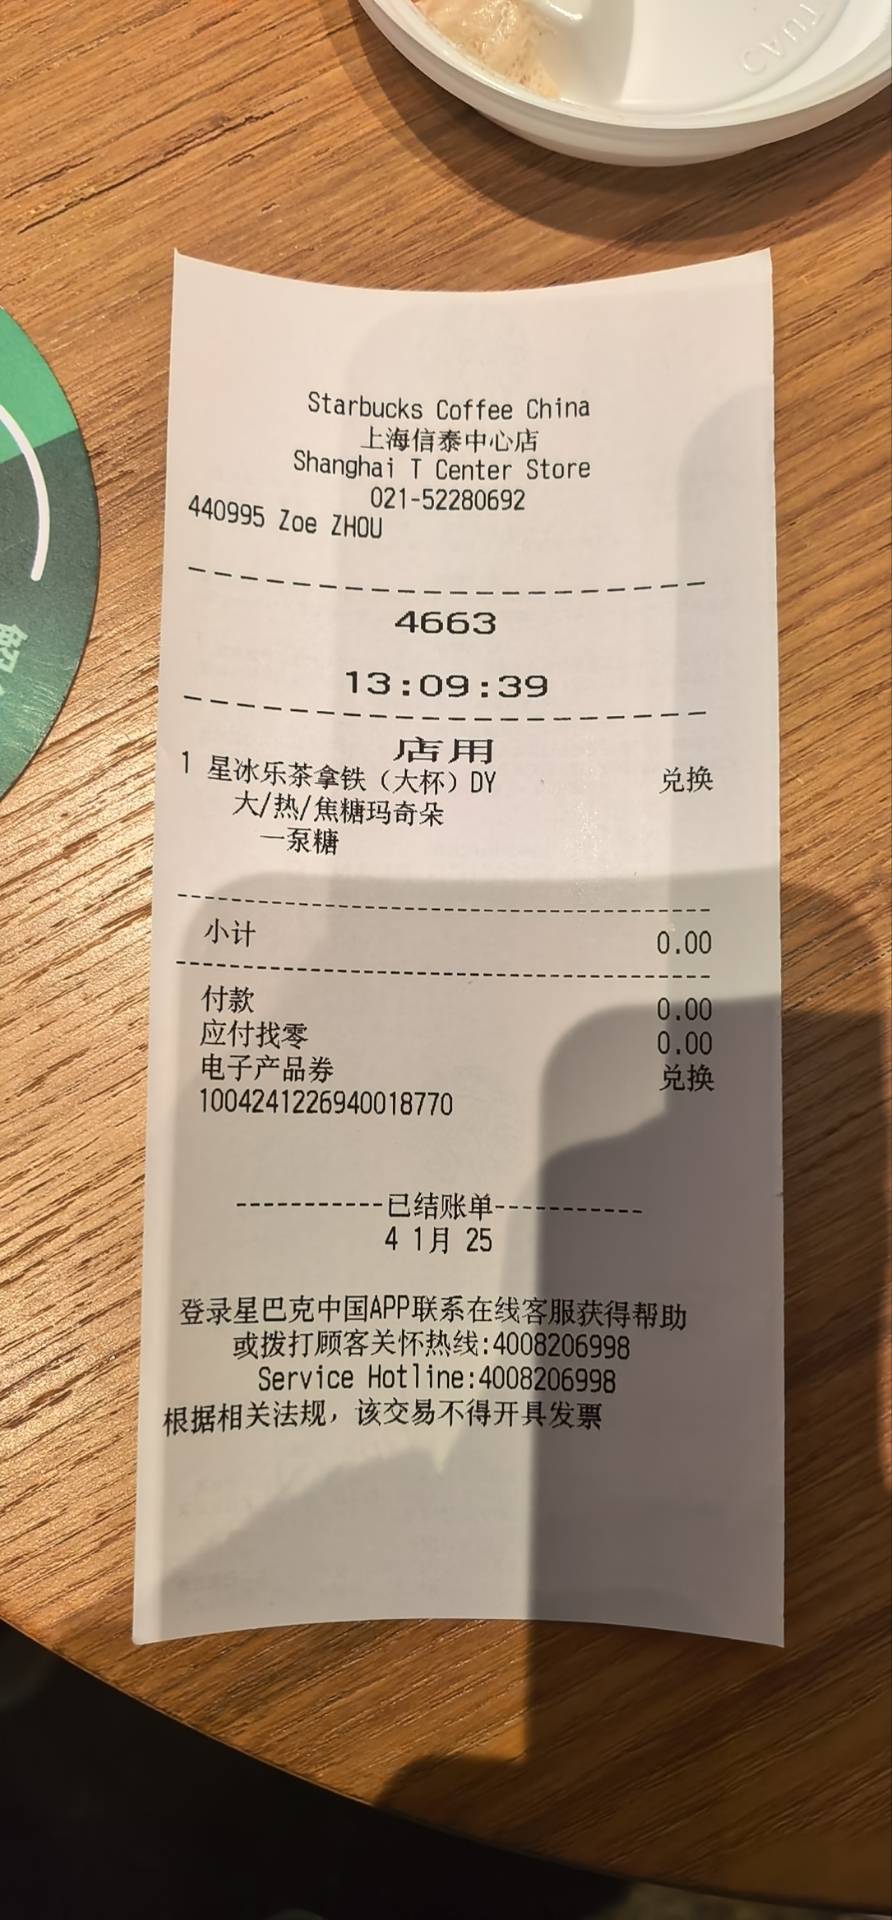 CAUT
Starbucks Coffee China
上海信泰中心店
Shanghai T Center Store
021-52280692
440995 Zoe ZHOU
4663
13:09:39
店用
1 星冰乐茶拿铁（大杯）DY 兑换
大/热/焦糖玛奇朵
一泵糖
小计 0.00
付款 0.00
应付找零 0.00
电子产品券 兑换
1004241226940018770
-----------已结账单-----------
4 1月 25
登录星巴克中国APP联系在线客服获得帮助
或拨打顾客关怀热线:4008206998
Service Hotline:4008206998
根据相关法规，该交易不得开具发票